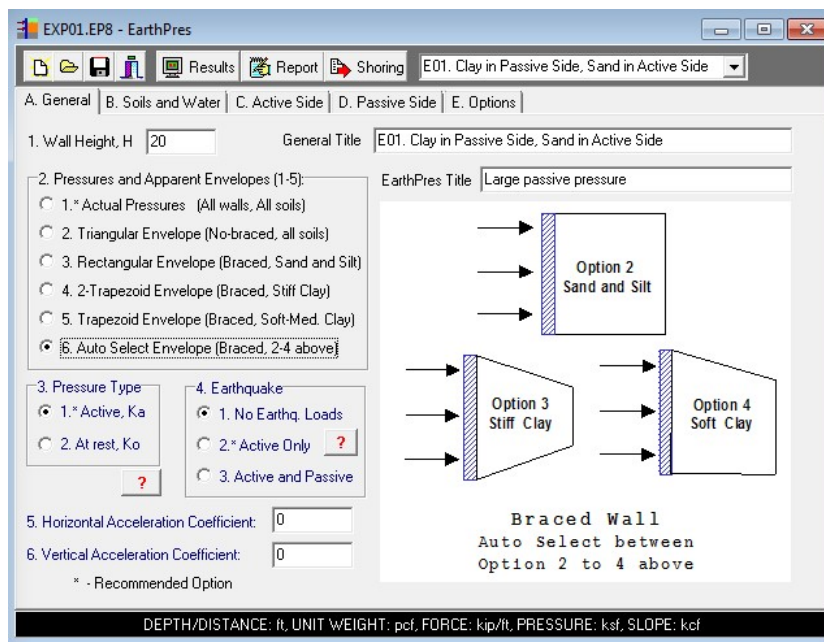 EXP01.EP8 - EarthPres
Results Report Shoring E01. Clay in Passive Side, Sand in Active Side
A. General B. Soils and Water C. Active Side D. Passive Side E. Options
1. Wall Height, H 20 General Title E01. Clay in Passive Side, Sand in Active Side
2. Pressures and Apparent Envelopes (1-5):
1.* Actual Pressures (All walls, All soils)
2. Triangular Envelope (No-braced, all soils)
3. Rectangular Envelope (Braced, Sand and Silt)
4. 2-Trapezoid Envelope (Braced, Stiff Clay)
5. Trapezoid Envelope (Braced, Soft-Med. Clay)
6. Auto Select Envelope (Braced, 2-4 above)
EarthPres Title Large passive pressure
Option 2
Sand and Silt
Option 3
Stiff Clay
Option 4
Soft Clay
Braced Wall
Auto Select between
Option 2 to 4 above
3. Pressure Type
1.* Active, Ka
2. At rest, Ko
?
4. Earthquake
1. No Earthq. Loads
2.* Active Only ?
3. Active and Passive
5. Horizontal Acceleration Coefficient: 0
6. Vertical Acceleration Coefficient: 0
* - Recommended Option
DEPTH/DISTANCE: ft, UNIT WEIGHT: pcf, FORCE: kip/ft, PRESSURE: ksf, SLOPE: kcf